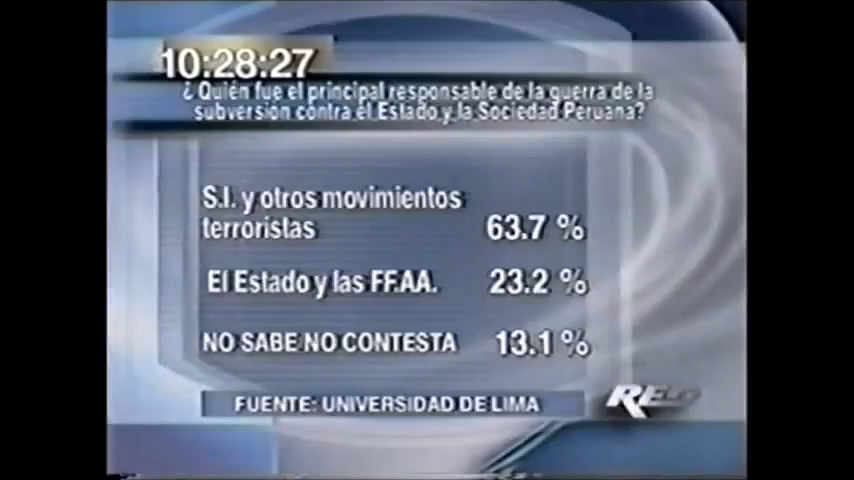 10:28:27
¿Quién fue el principal responsable de la guerra de la
subversión contra el Estado y la Sociedad Peruana?
S.I. y otros movimientos
terroristas 63.7 %
El Estado y las FF.AA. 23.2 %
NO SABE NO CONTESTA 13.1 %
FUENTE: UNIVERSIDAD DE LIMA